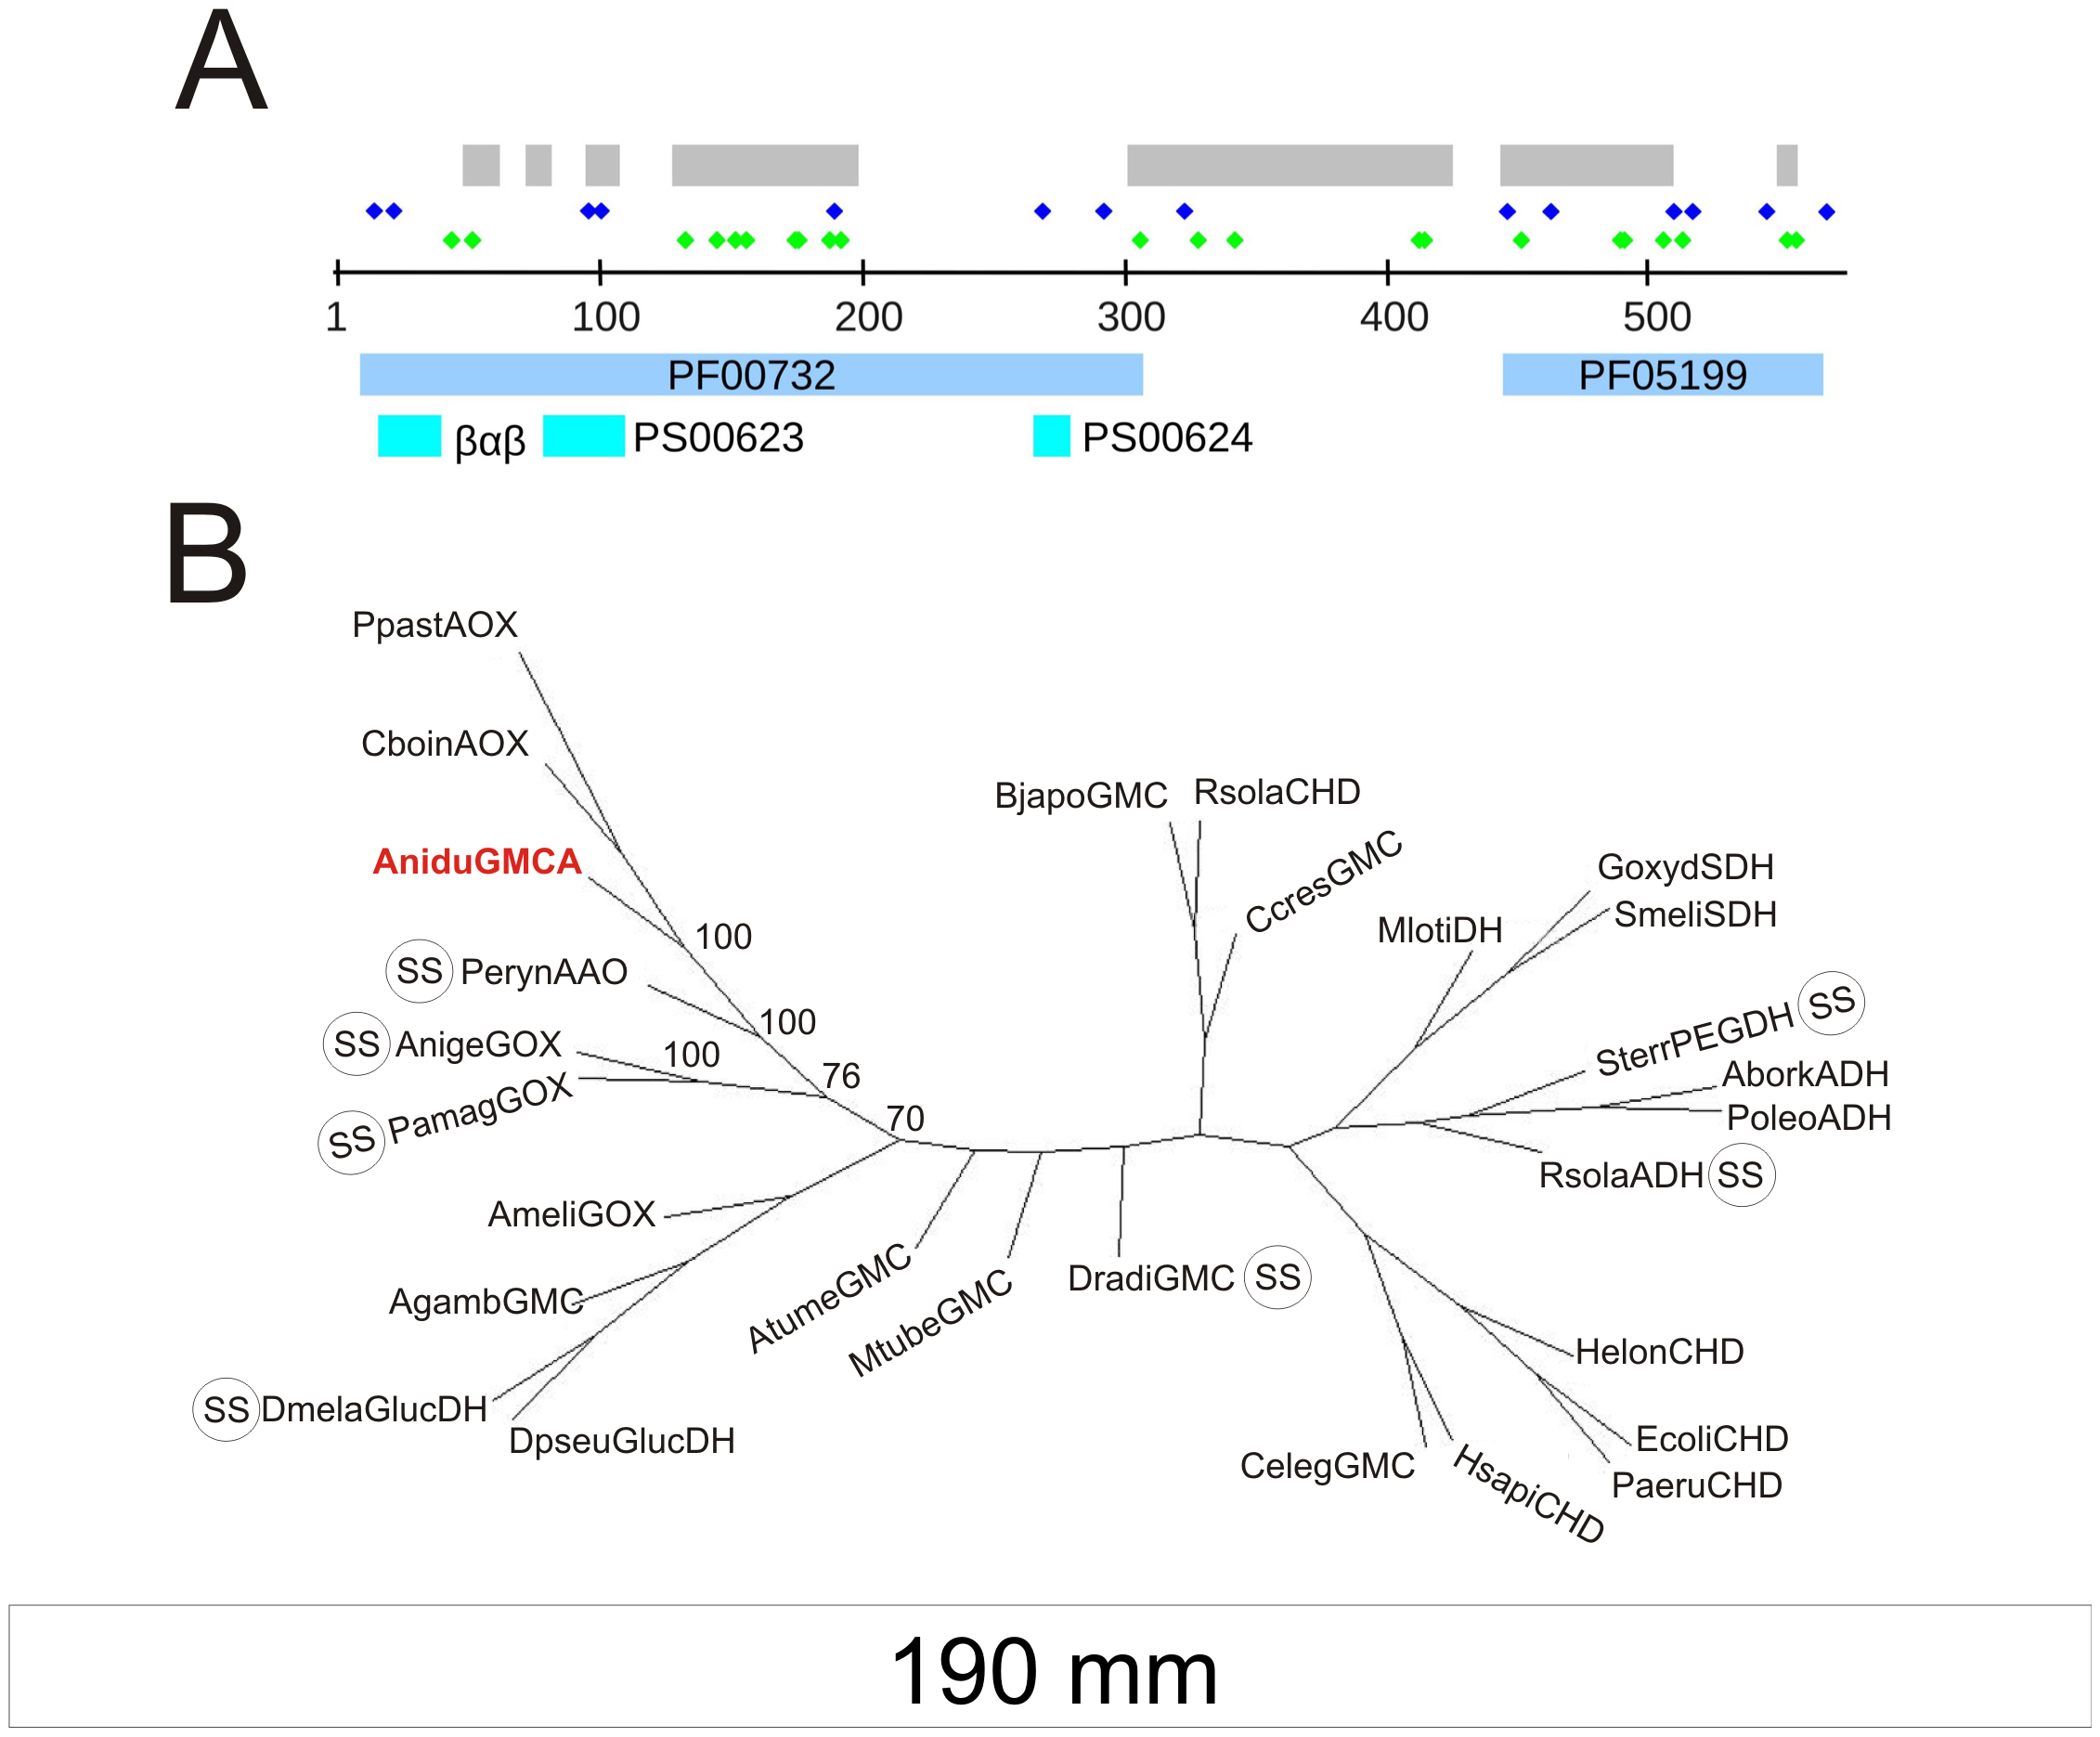 A
1 100 200 300 400 500
PF00732 PF05199
βαβ PS00623 PS00624
B
PpastAOX
CboinAOX
AniduGMCA
100
SS PerynAAO
100
SS AnigeGOX
100
76
SS PamagGOX
70
AmeliGOX
AgambGMC
SS DmelaGlucDH
DpseuGlucDH
AtumeGMC
MtubeGMC
DradiGMC SS
BjapoGMC
RsolaCHD
CcresGMC
MlotiDH
GoxydSDH
SmeliSDH
SterrPEGDH SS
AborkADH
PoleoADH
RsolaADH SS
HelonCHD
EcoliCHD
PaeruCHD
HsapiCHD
CelegGMC
190 mm